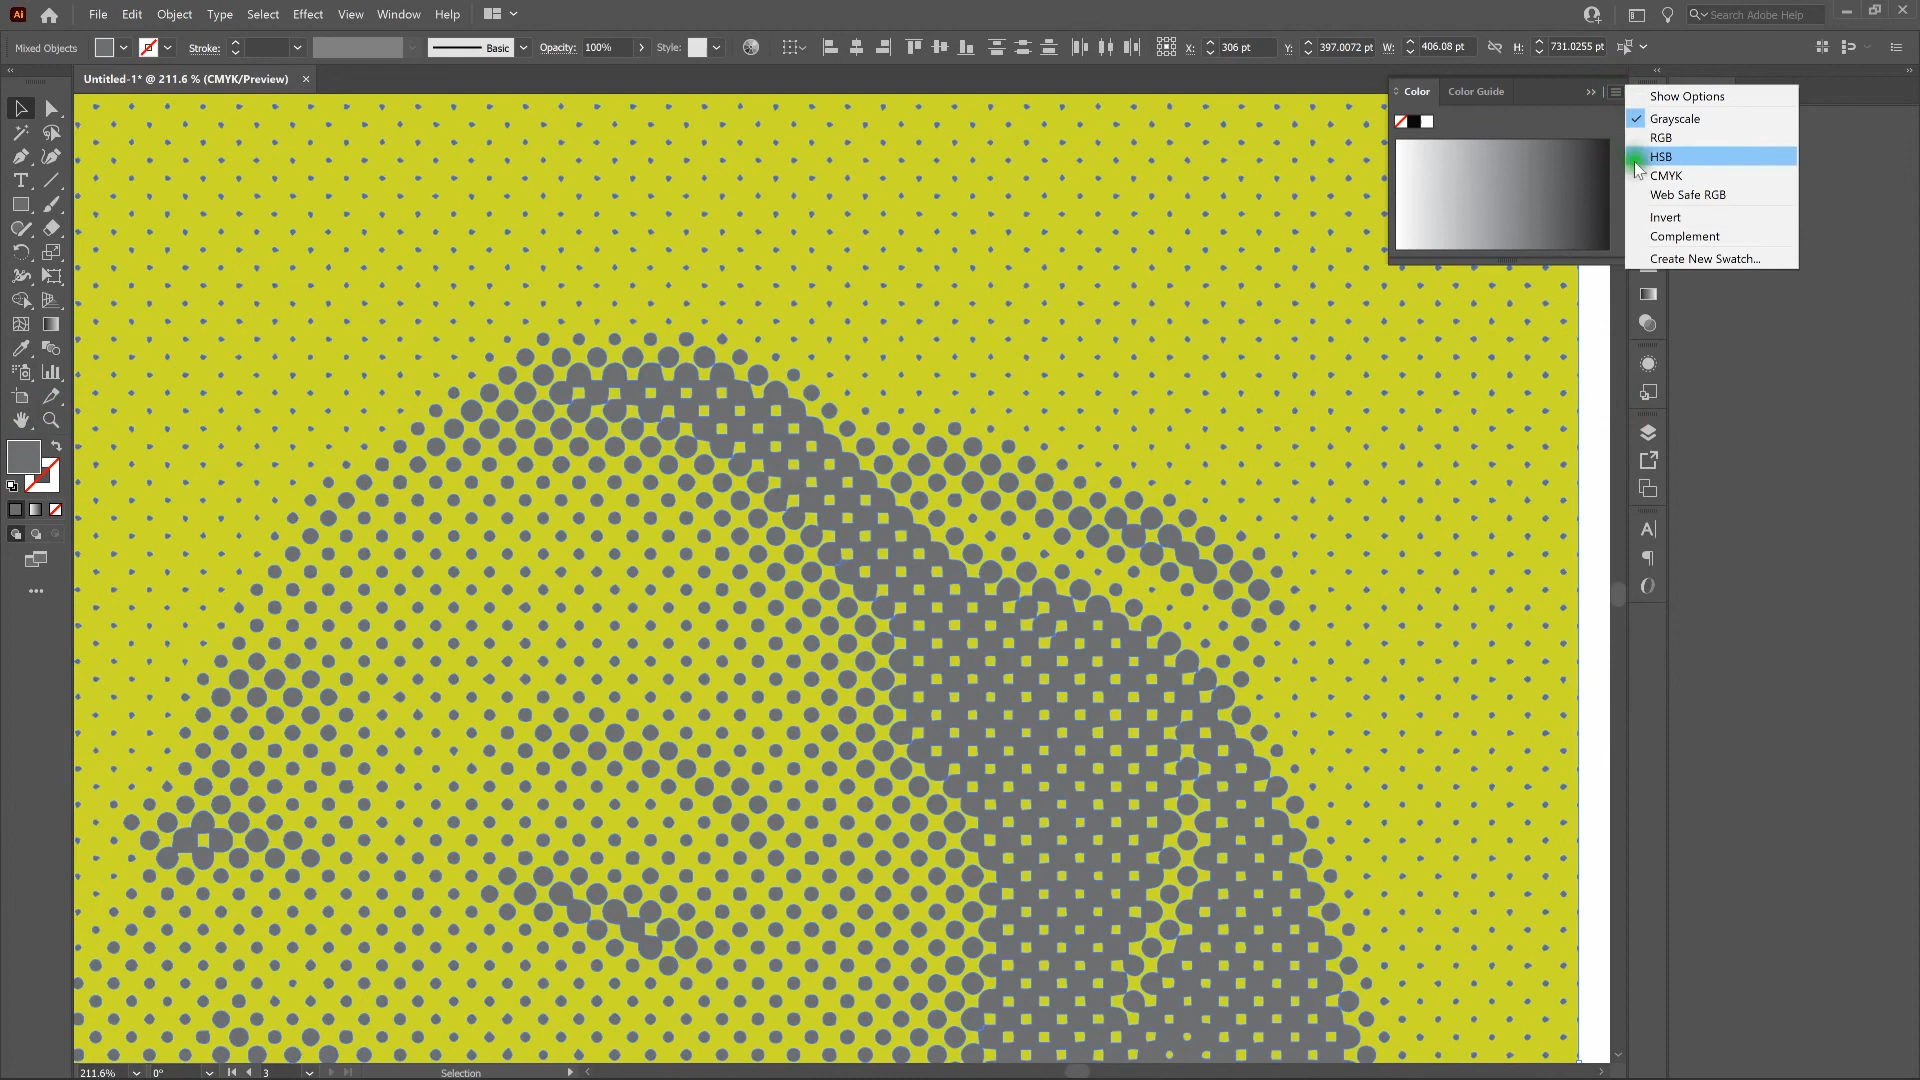 Ai File Edit Object Type Select Effect View Window Help Search Adobe Help
Mixed Objects Stroke: Basic Opacity: 100% Style: X: 306 pt Y: 397.0072 pt W: 406.08 pt H: 731.0255 pt
Untitled-1* @ 211.6 % (CMYK/Preview) ×
Color Color Guide
Show Options
Grayscale
RGB
HSB
CMYK
Web Safe RGB
Invert
Complement
Create New Swatch...
211.6% 0° 3 Selection